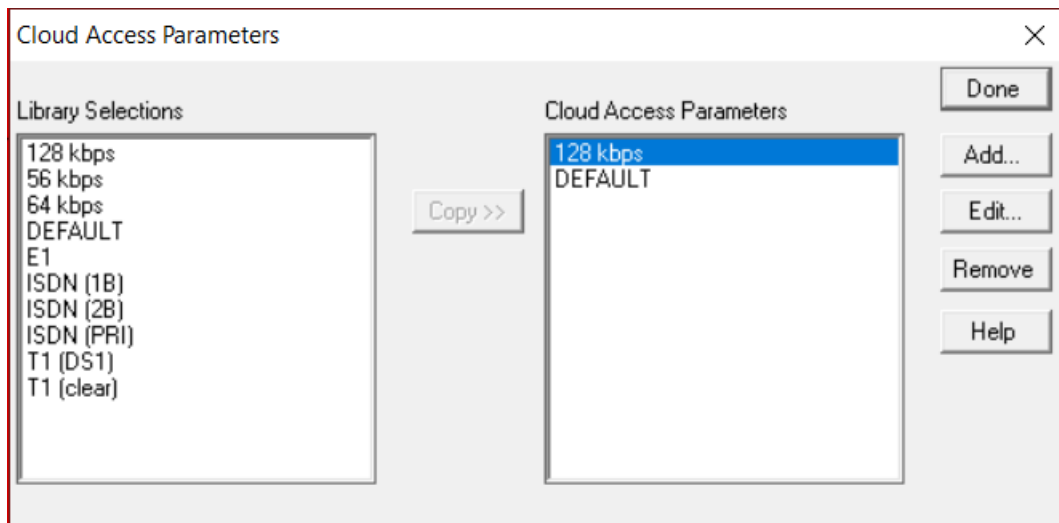 Cloud Access Parameters
Library Selections
128 kbps
56 kbps
64 kbps
DEFAULT
E1
ISDN (1B)
ISDN (2B)
ISDN (PRI)
T1 (DS1)
T1 (clear)
Copy >>
Cloud Access Parameters
128 kbps
DEFAULT
Done
Add...
Edit...
Remove
Help